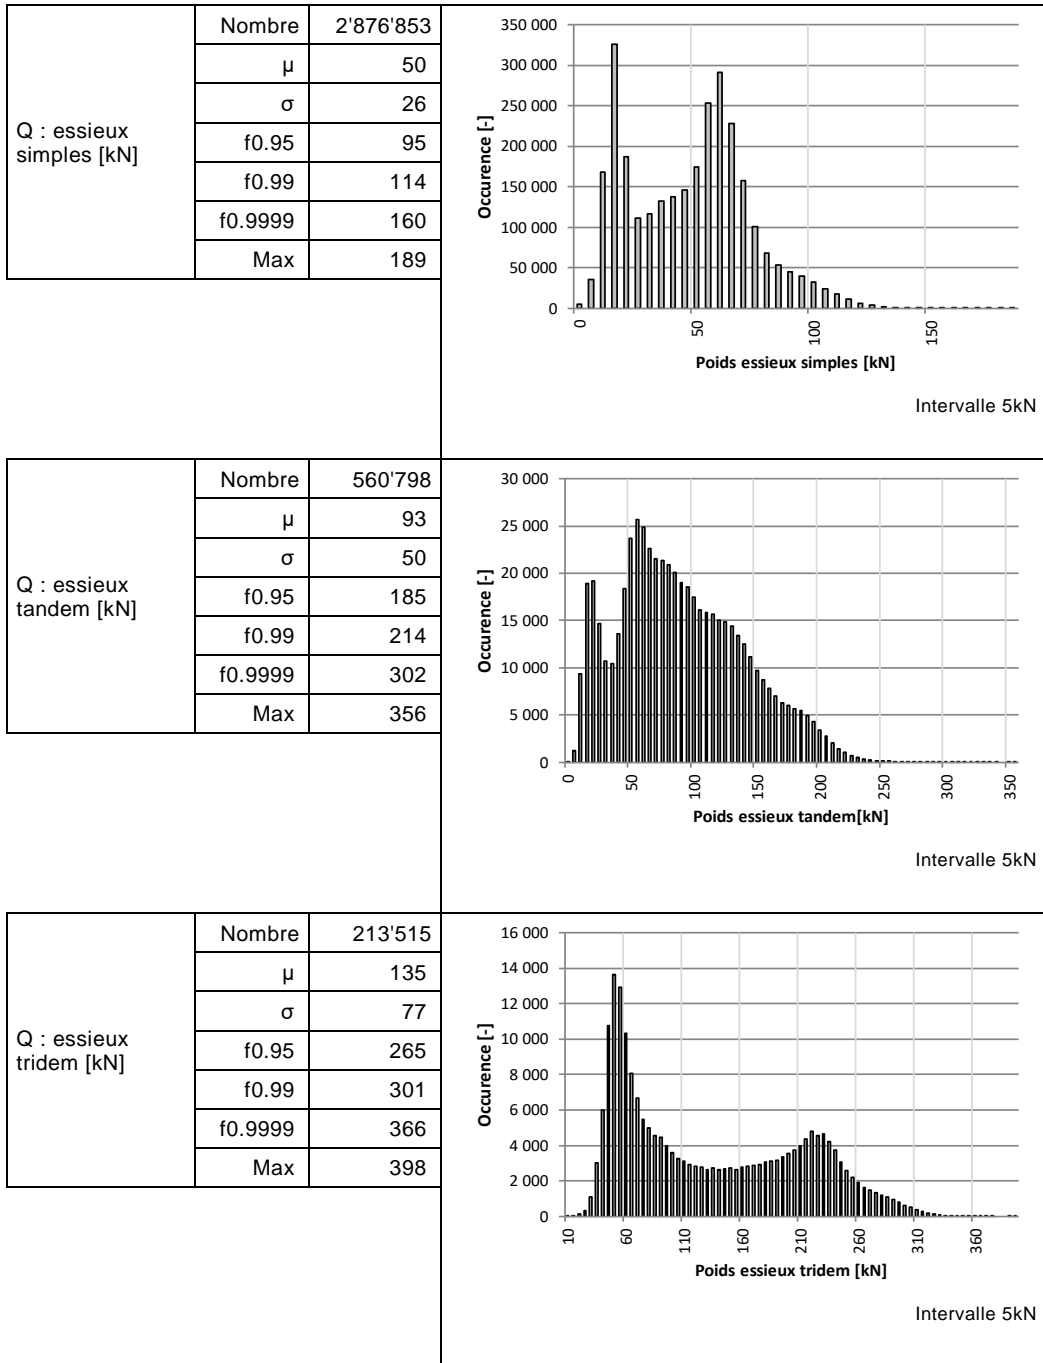 Q : essieux
simples [kN]
Nombre 2'876'853
μ 50
σ 26
f0.95 95
f0.99 114
f0.9999 160
Max 189
350 000
300 000
250 000
200 000
150 000
100 000
50 000
0
Occurence [-]
0 50 100 150
Poids essieux simples [kN]
Intervalle 5kN
Q : essieux
tandem [kN]
Nombre 560'798
μ 93
σ 50
f0.95 185
f0.99 214
f0.9999 302
Max 356
30 000
25 000
20 000
15 000
10 000
5 000
0
Occurence [-]
0 50 100 150 200 250 300 350
Poids essieux tandem[kN]
Intervalle 5kN
Q : essieux
tridem [kN]
Nombre 213'515
μ 135
σ 77
f0.95 265
f0.99 301
f0.9999 366
Max 398
16 000
14 000
12 000
10 000
8 000
6 000
4 000
2 000
0
Occurence [-]
10 60 110 160 210 260 310 360
Poids essieux tridem [kN]
Intervalle 5kN